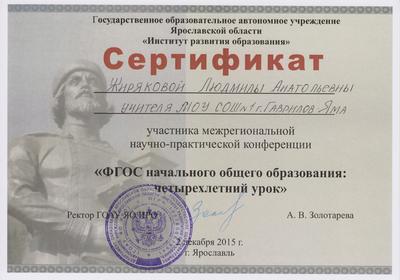 Государственное образовательное автономное учреждение
Ярославской области
«Институт развития образования»
Сертификат
Жиряковой Людмилы Анатольевны
учителя МОУ СОШ №1 г. Гаврилов-Яма
участника межрегиональной
научно-практической конференции
«ФГОС начального общего образования:
четырехлетний урок»
Ректор ГОАУ ЯО ИРО А. В. Золотарева
2 декабря 2015 г.
г. Ярославль